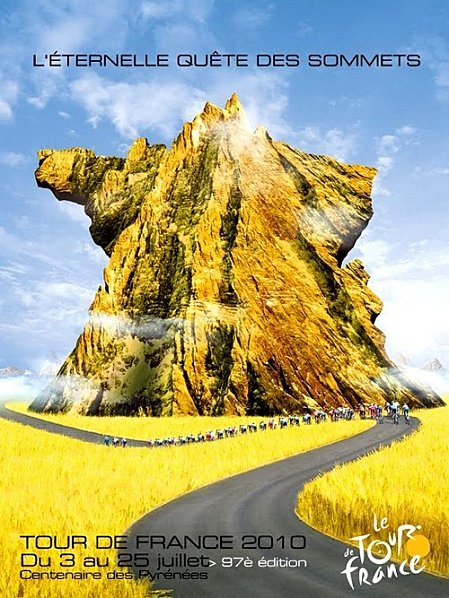 L'ÉTERNELLE QUÊTE DES SOMMETS
TOUR DE FRANCE 2010
Du 3 au 25 juillet > 97è édition
Centenaire des Pyrénées
le
de TOUR
france